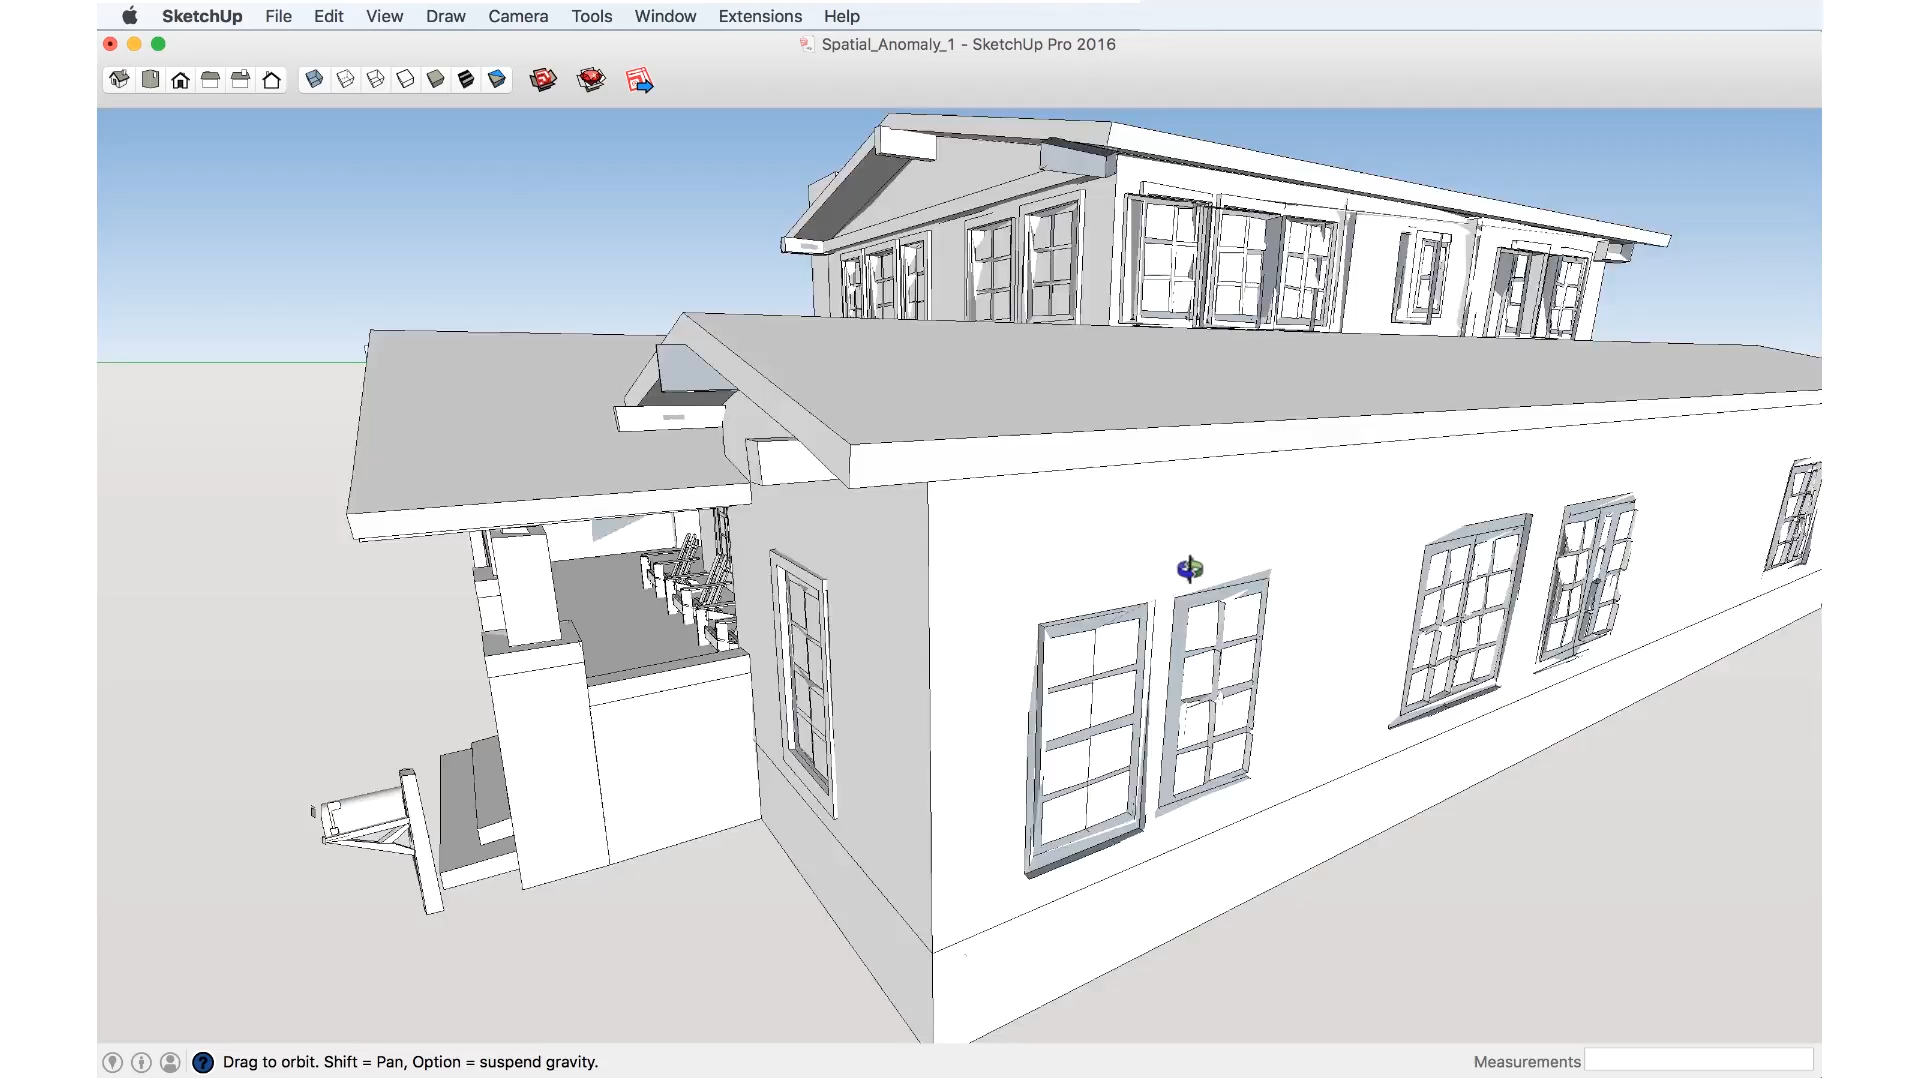 SketchUp File Edit View Draw Camera Tools Window Extensions Help
Spatial_Anomaly_1 - SketchUp Pro 2016
? Drag to orbit. Shift = Pan, Option = suspend gravity. Measurements